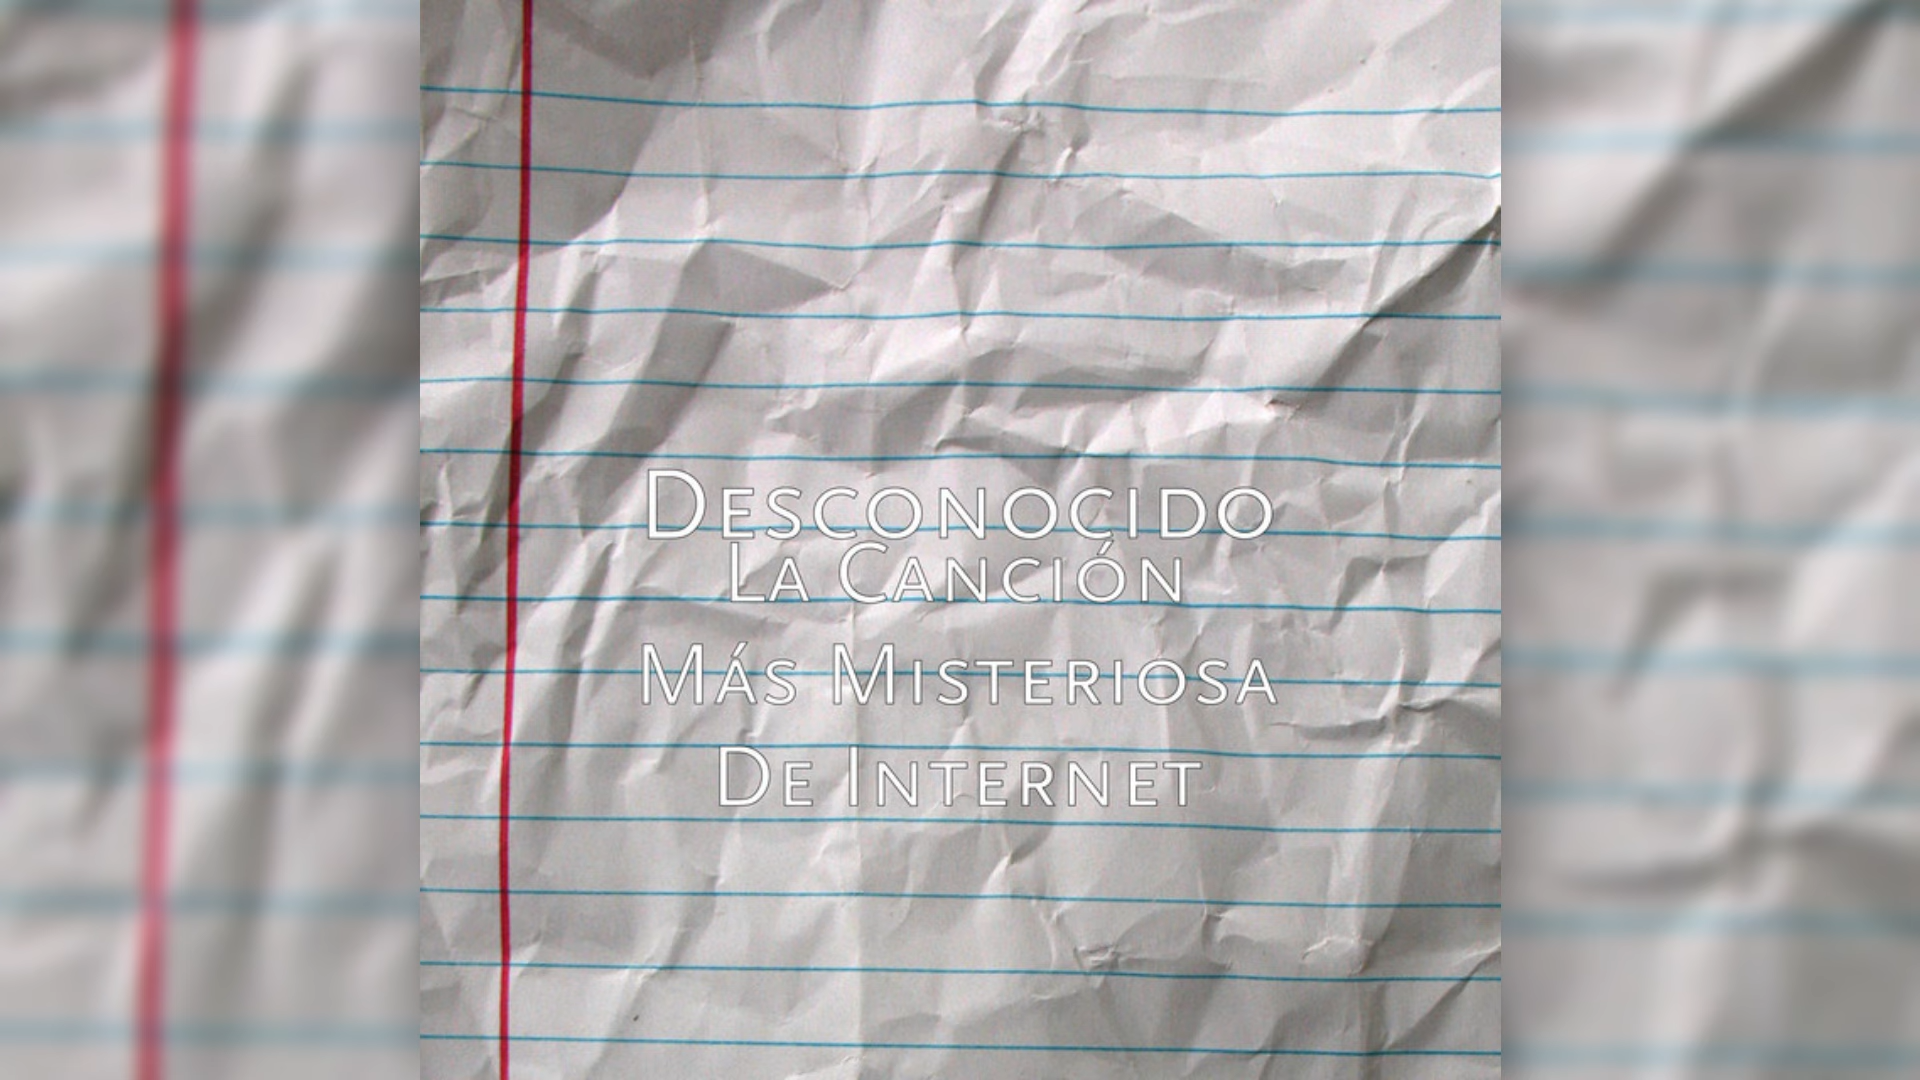 Desconocido
La Canción
Más Misteriosa
De Internet